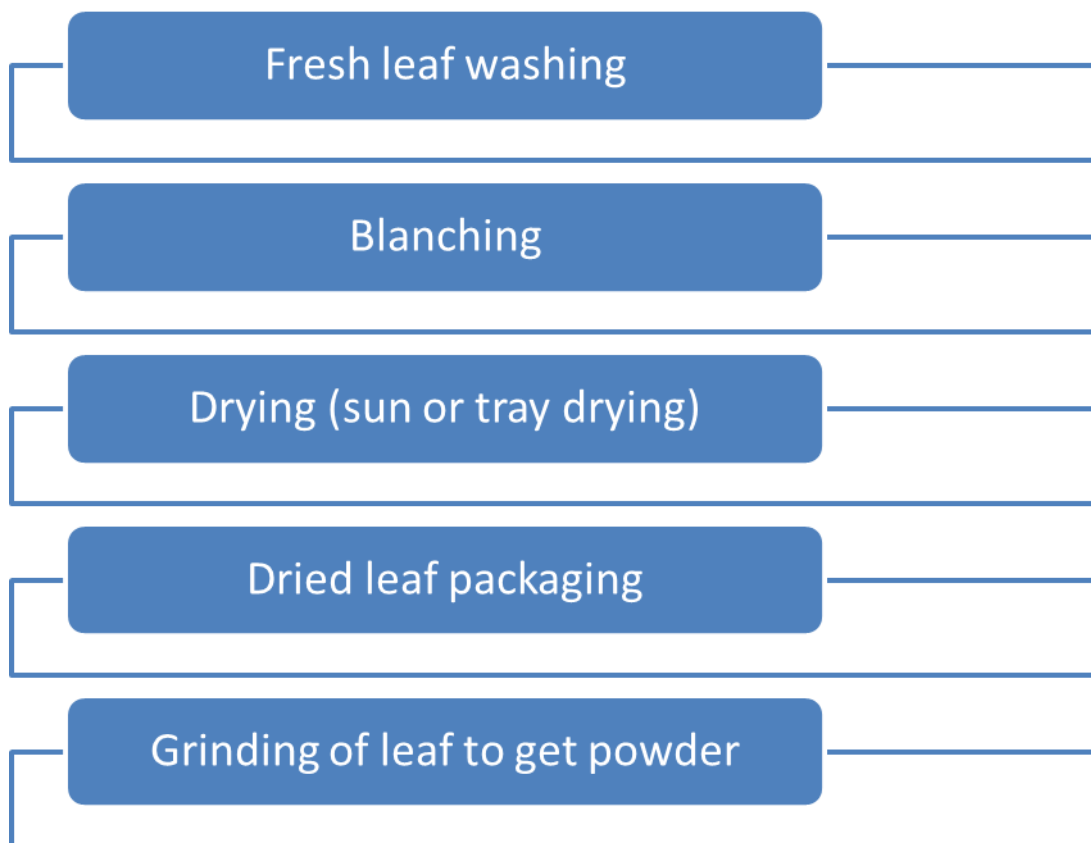 Fresh leaf washing
Blanching
Drying (sun or tray drying)
Dried leaf packaging
Grinding of leaf to get powder